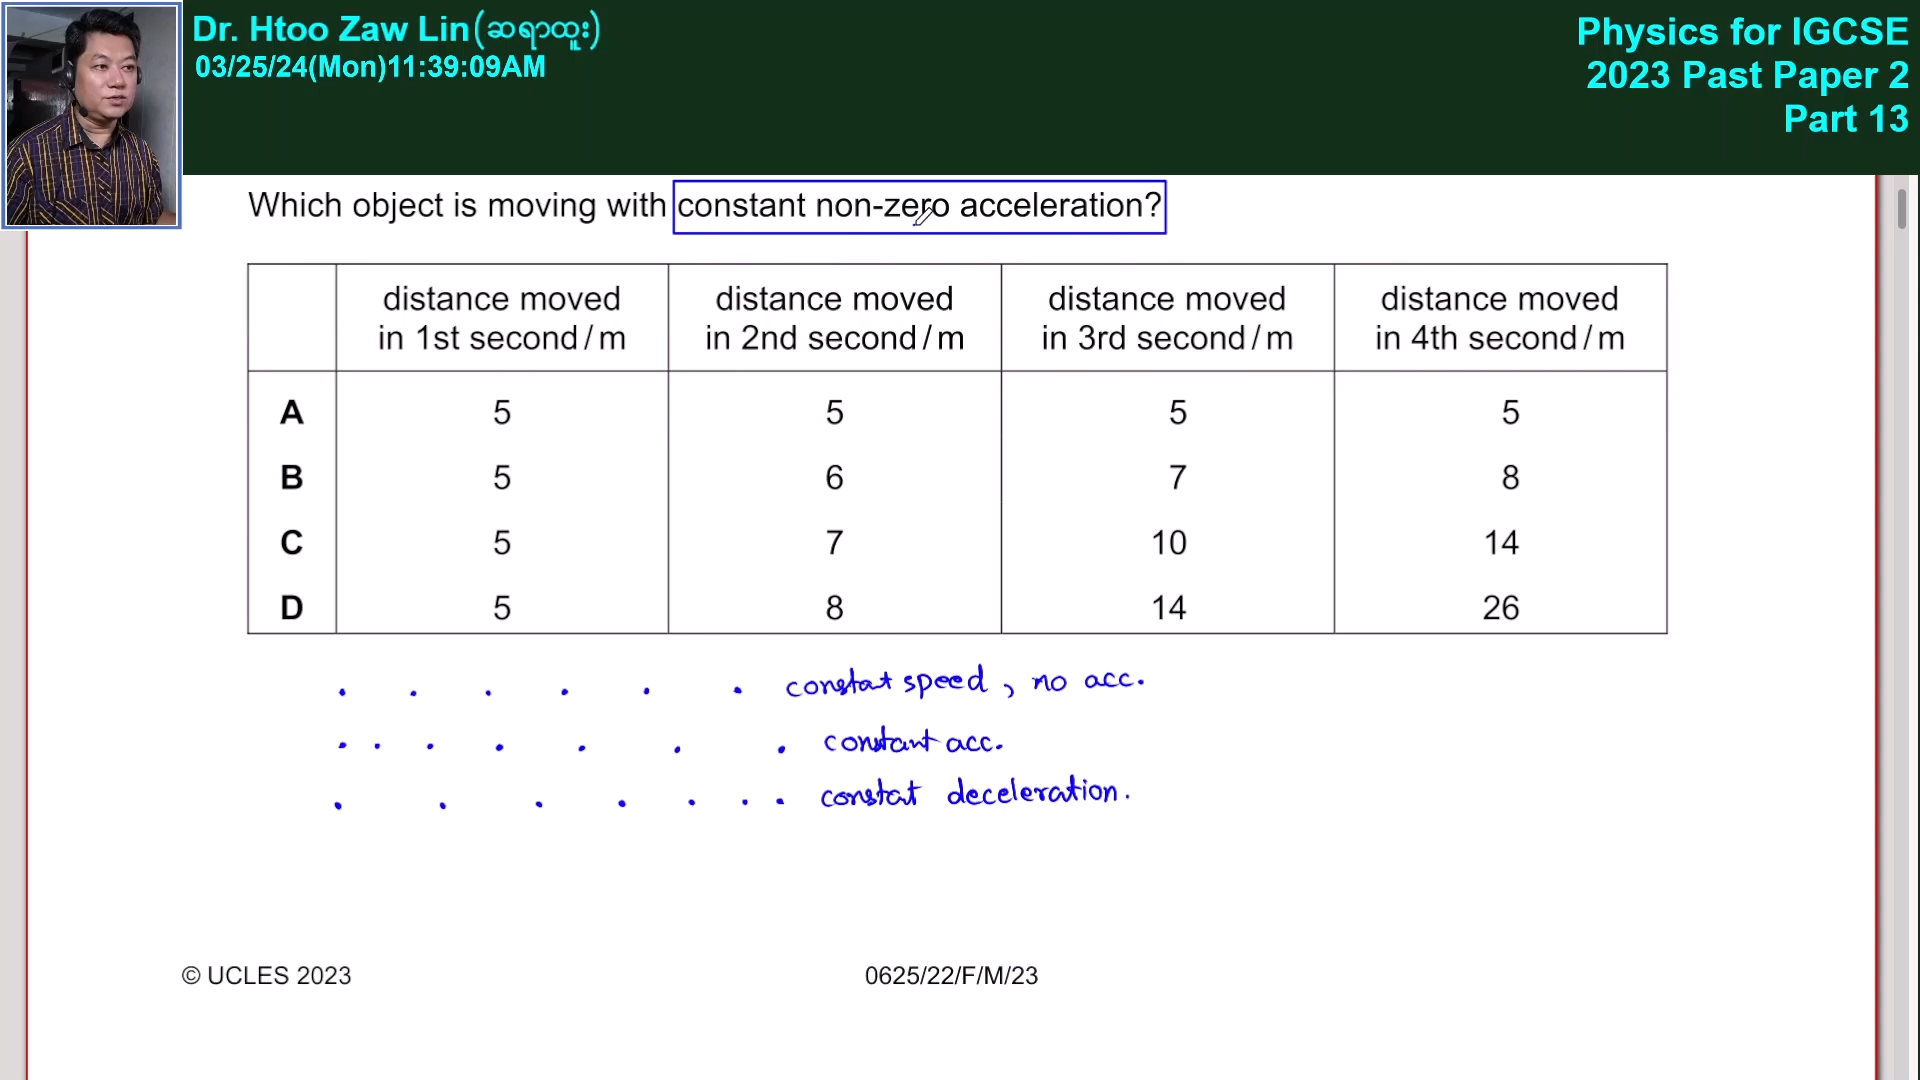 Dr. Htoo Zaw Lin(ဆရာထူး)
03/25/24(Mon)11:39:09AM
Physics for IGCSE
2023 Past Paper 2
Part 13
Which object is moving with constant non-zero acceleration?
distance moved in 1st second / m distance moved in 2nd second / m distance moved in 3rd second / m distance moved in 4th second / m
A 5 5 5 5
B 5 6 7 8
C 5 7 10 14
D 5 8 14 26
constat speed, no acc.
constant acc.
constat deceleration.
© UCLES 2023 0625/22/F/M/23